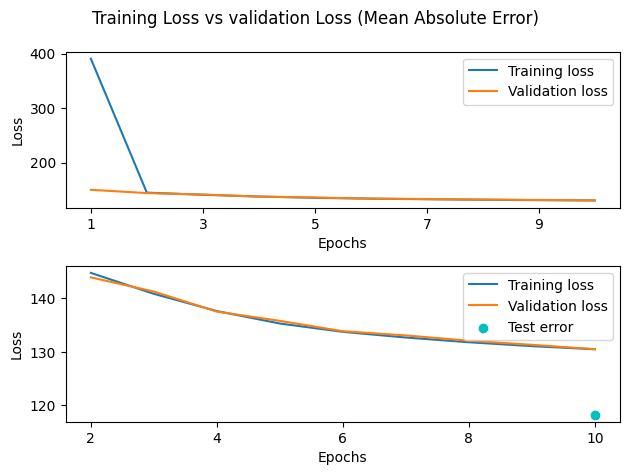 Training Loss vs validation Loss (Mean Absolute Error)
400
300
200
Loss
Training loss
Validation loss
1 3 5 7 9
Epochs
140
130
120
Loss
Training loss
Validation loss
Test error
2 4 6 8 10
Epochs